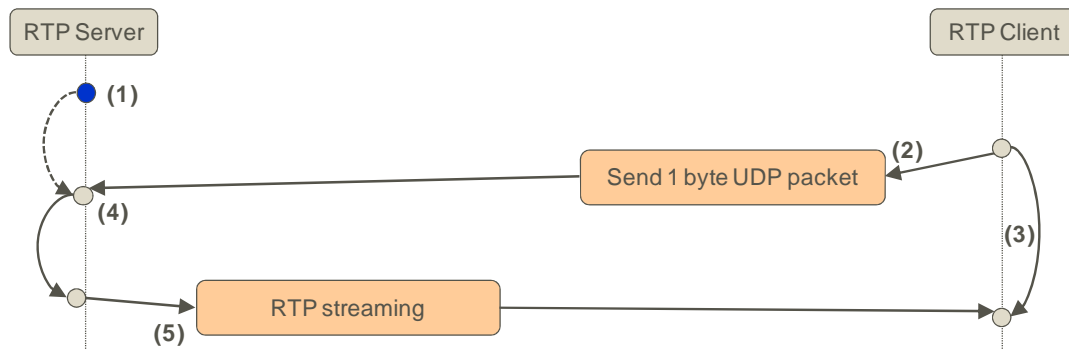 RTP Server
RTP Client
(1)
(2)
Send 1 byte UDP packet
(4)
(3)
RTP streaming
(5)